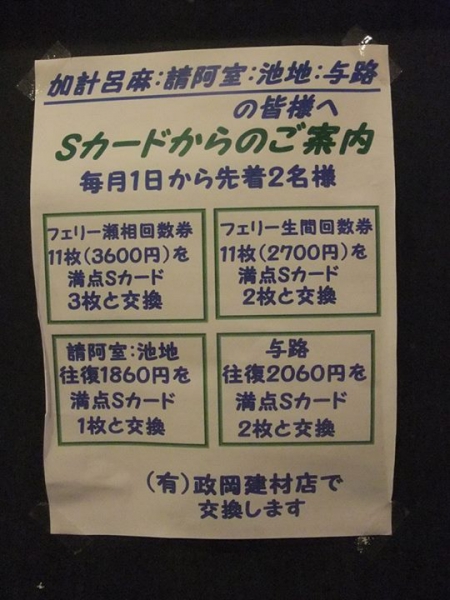 加計呂麻:請阿室:池地:与路
の皆様へ
Sカードからのご案内
毎月1日から先着2名様
フェリー瀬相回数券
11枚(3600円)を
満点Sカード
3枚と交換
フェリー生間回数券
11枚(2700円)を
満点Sカード
2枚と交換
請阿室:池地
往復1860円を
満点Sカード
1枚と交換
与路
往復2060円を
満点Sカード
2枚と交換
(有)政岡建材店で
交換します